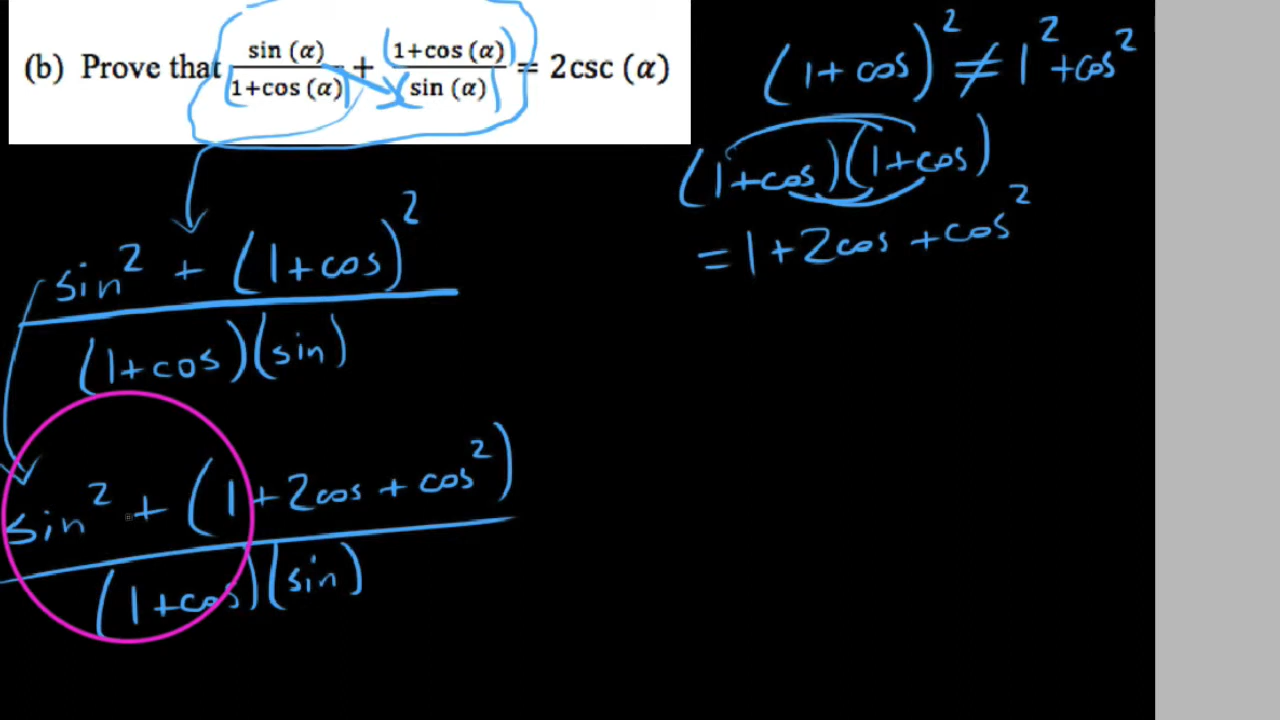 (b) Prove that sin (α)/1+cos (α) + 1+cos (α)/sin (α) = 2csc (α)
(1+cos)² ≠ 1²+cos²
(1+cos)(1+cos)
=1+2cos+cos²
sin² + (1+cos)²
(1+cos)(sin)
sin² + (1+2cos+cos²)
(1+cos)(sin)